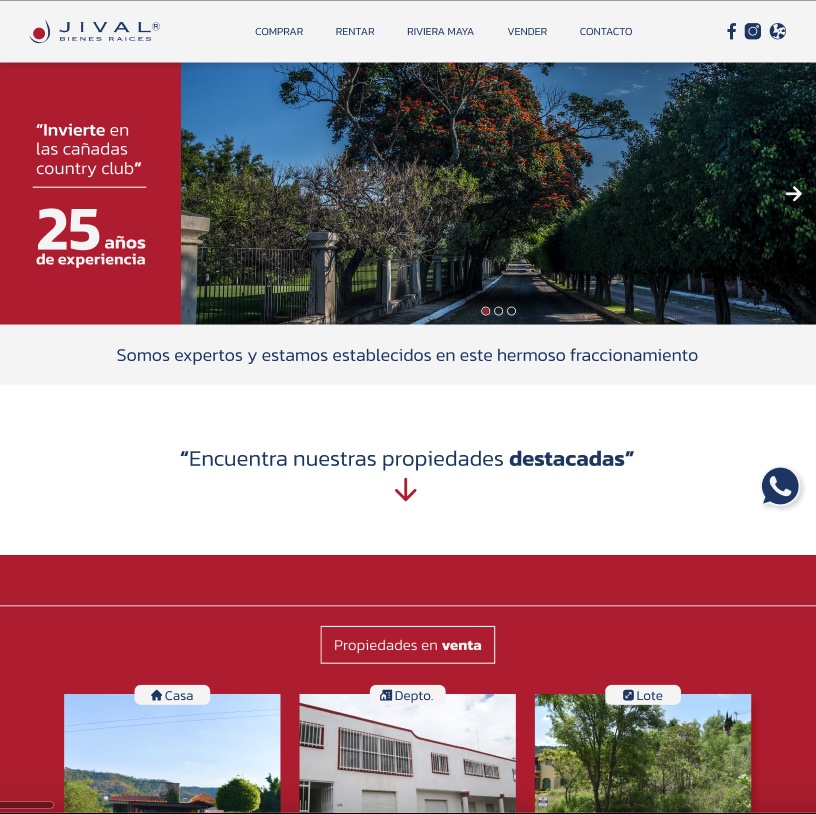 JIVAL®
BIENES RAICES
COMPRAR
RENTAR
RIVIERA MAYA
VENDER
CONTACTO
“Invierte en
las cañadas
country club”
25 años
de experiencia
Somos expertos y estamos establecidos en este hermoso fraccionamiento
“Encuentra nuestras propiedades destacadas”
Propiedades en venta
Casa
Depto.
Lote